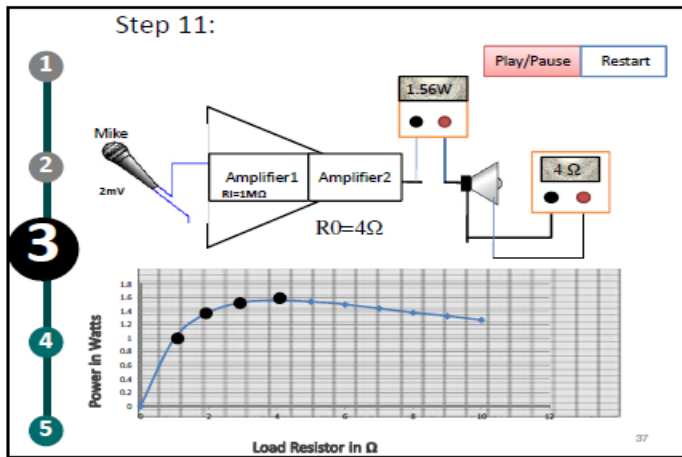 Step 11:
1
Play/Pause
Restart
1.56W
Mike
2
Amplifier1
Amplifier2
4 Ω
RI=1MΩ
2mV
R0=4Ω
3
1.8
1.6
1.4
1.2
1
0.8
0.6
0.4
0.2
0
Power in Watts
4
0
2
4
6
8
10
12
5
Load Resistor in Ω
37